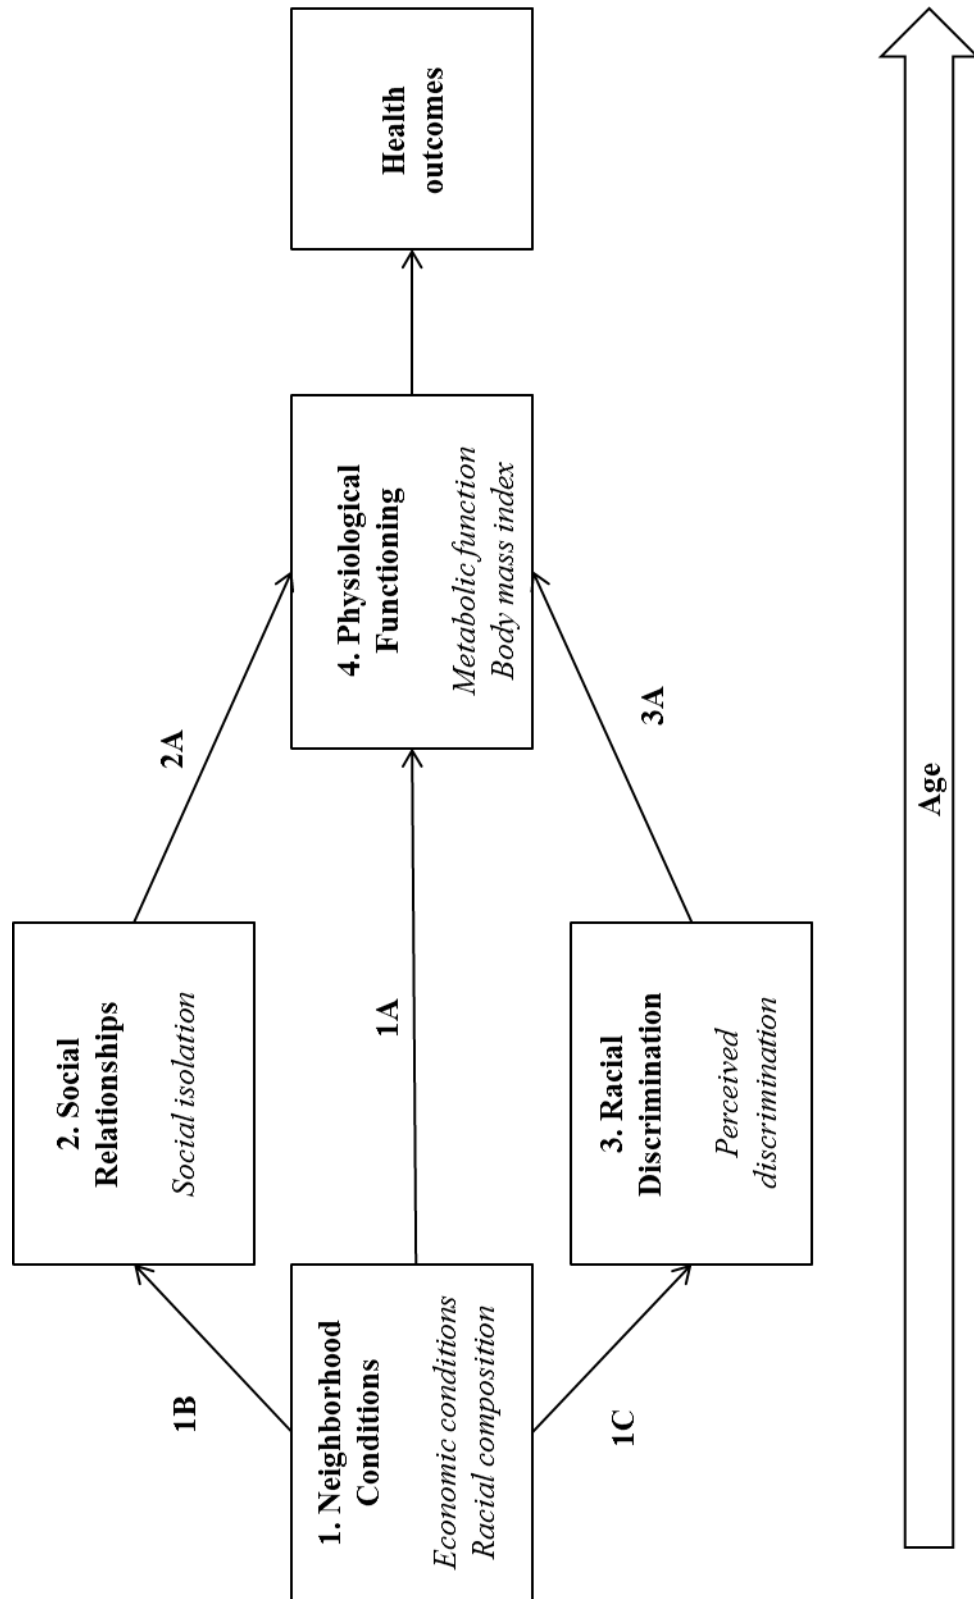 1. Neighborhood
Conditions
Economic conditions
Racial composition
1B
1A
1C
2. Social
Relationships
Social isolation
3. Racial
Discrimination
Perceived
discrimination
2A
3A
4. Physiological
Functioning
Metabolic function
Body mass index
Health
outcomes
Age